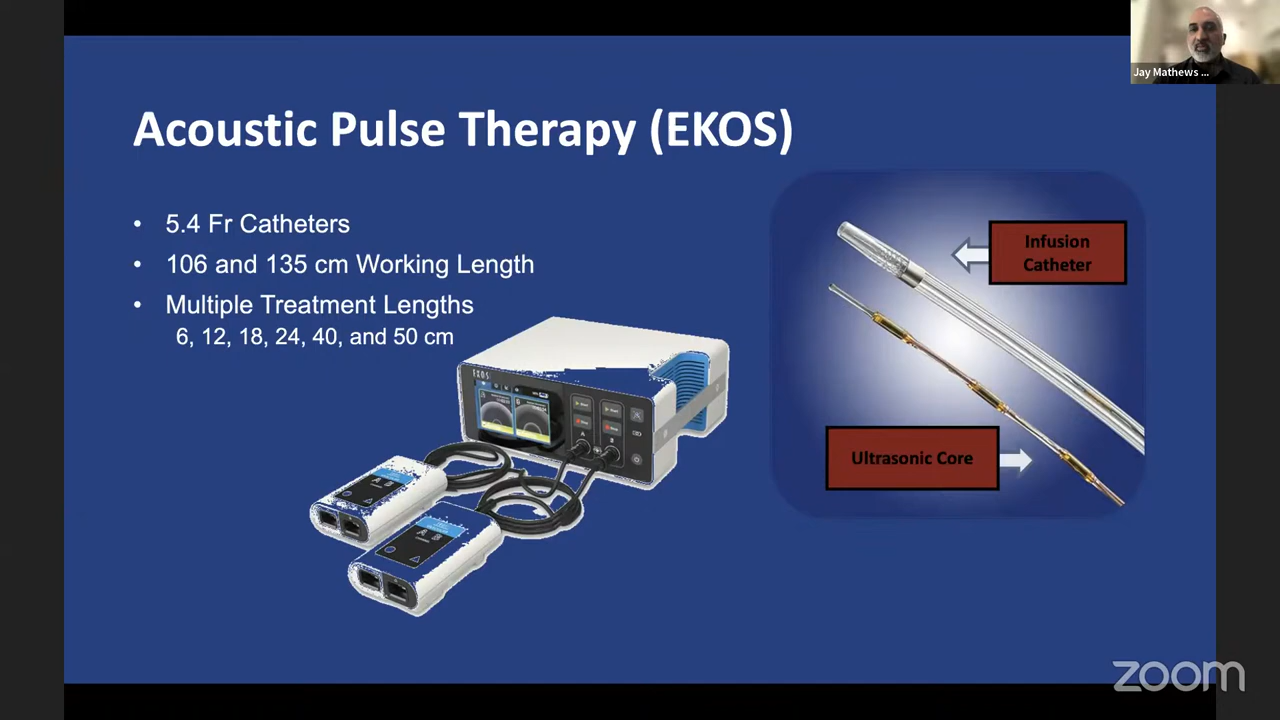 Jay Mathews ...
Acoustic Pulse Therapy (EKOS)
• 5.4 Fr Catheters
• 106 and 135 cm Working Length
• Multiple Treatment Lengths
6, 12, 18, 24, 40, and 50 cm
Infusion
Catheter
Ultrasonic Core
EKOS
A B
A B
zoom